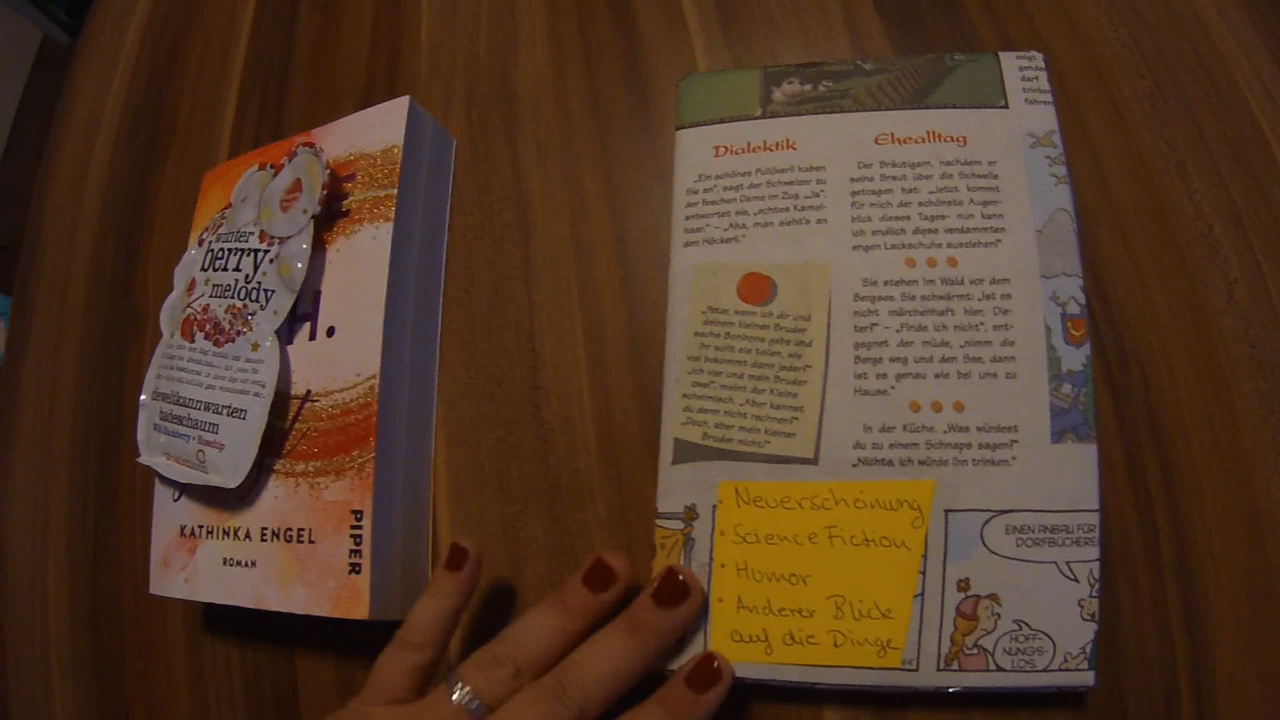 winter
berry
melody
H.
badeschaum
Wild Blackberry • Rosehip
KATHINKA ENGEL
ROMAN
PIPER
Dialektik
„Ein schönes Pullöverli haben
Sie an“, sagt der Schweizer zu
der feschen Dame im Zug. „Ja“,
antwortet sie, „echtes Kamel-
haar.“ – „Aha, man sieht's an
den Höckerli.“
„Peter, wenn ich dir und
deinem kleinen Bruder
sechs Bonbons gebe und
ihr sollt sie teilen, wie
viel bekommt dann jeder?“
„Ich vier und mein Bruder
zwei“, meint der Kleine
schelmisch. „Aber kannst
du denn nicht rechnen?“
„Doch, aber mein kleiner
Bruder nicht!“
Ehealltag
Der Bräutigam, nachdem er
seine Braut über die Schwelle
getragen hat: „Jetzt kommt
für mich der schönste Augen-
blick dieses Tages- nun kann
ich endlich diese verdammten
engen Lackschuhe ausziehen!“
Sie stehen im Wald vor dem
Bergsee. Sie schwärmt: „Ist es
nicht märchenhaft hier, Die-
ter?“ – „Finde ich nicht“, ent-
gegnet der müde, „nimm die
Berge weg und den See, dann
ist es genau wie bei uns zu
Hause.“
In der Küche. „Was würdest
du zu einem Schnaps sagen?“
„Nichts, ich würde ihn trinken.“
darf
trinken
fahren
• Neuerscheinung
• Science Fiction
• Humor
• Anderer Blick
auf die Dinge
EINEN ANBAU FÜR
DORFBÜCHEREI
HOFF-
NUNGS-
LOS.